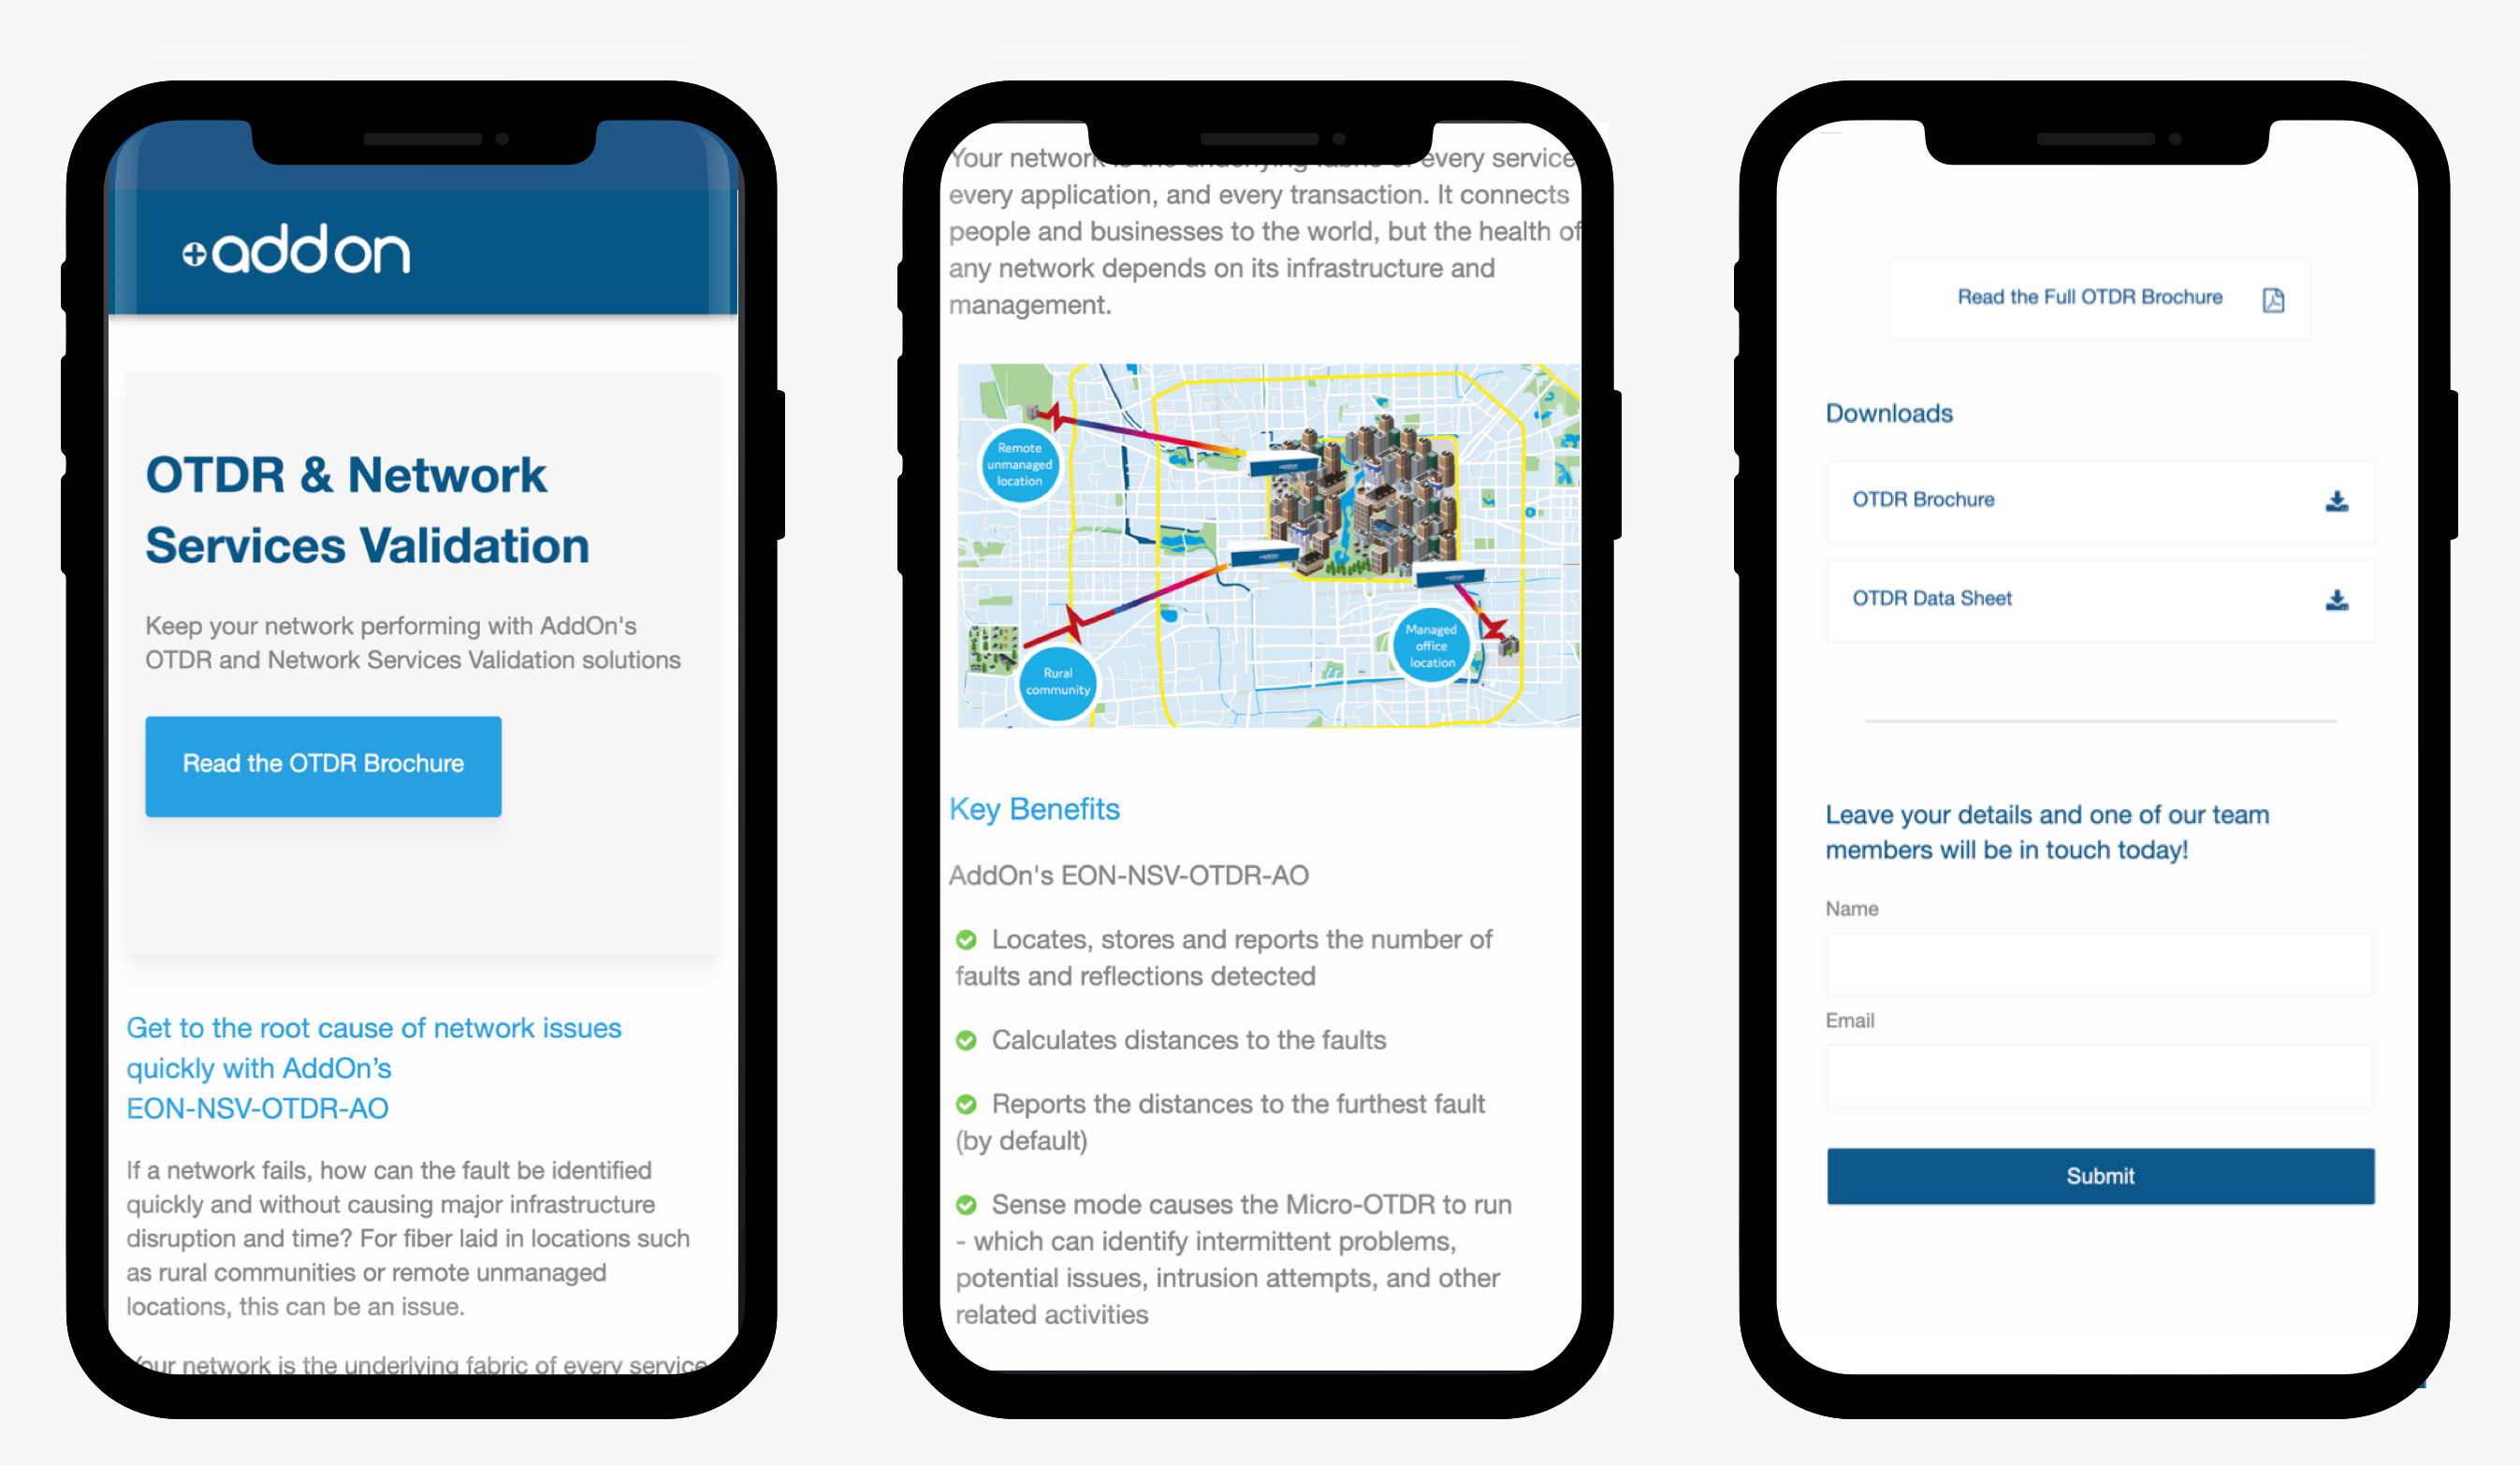 addon
OTDR & Network
Services Validation
Keep your network performing with AddOn's
OTDR and Network Services Validation solutions
Read the OTDR Brochure
Get to the root cause of network issues
quickly with AddOn’s
EON-NSV-OTDR-AO
If a network fails, how can the fault be identified
quickly and without causing major infrastructure
disruption and time? For fiber laid in locations such
as rural communities or remote unmanaged
locations, this can be an issue.
Your network is the underlying fabric of every service
Your network is the underlying fabric of every service
every application, and every transaction. It connects
people and businesses to the world, but the health of
any network depends on its infrastructure and
management.
Remote
unmanaged
location
addon
addon
addon
Rural
community
Managed
office
location
Key Benefits
AddOn's EON-NSV-OTDR-AO
Locates, stores and reports the number of
faults and reflections detected
Calculates distances to the faults
Reports the distances to the furthest fault
(by default)
Sense mode causes the Micro-OTDR to run
- which can identify intermittent problems,
potential issues, intrusion attempts, and other
related activities
Read the Full OTDR Brochure
Downloads
OTDR Brochure
OTDR Data Sheet
Leave your details and one of our team
members will be in touch today!
Name
Email
Submit